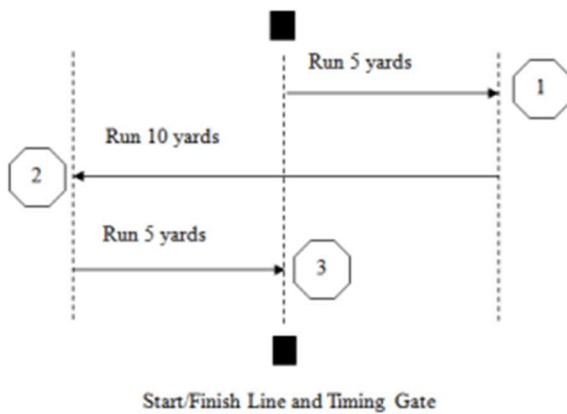 Run 5 yards
1
Run 10 yards
2
Run 5 yards
3
Start/Finish Line and Timing Gate